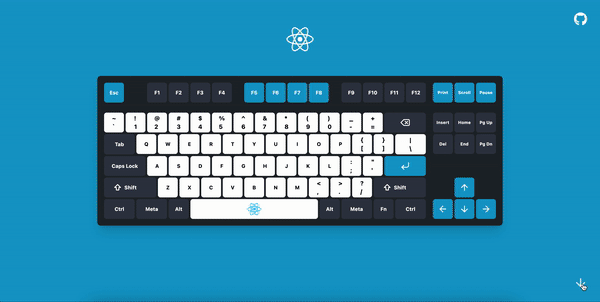 Esc F1 F2 F3 F4 F5 F6 F7 F8 F9 F10 F11 F12 Print Scroll Pause
~ ! @ # $ % ^ & * ( ) _ +
` 1 2 3 4 5 6 7 8 9 0 - = Insert Home Pg Up
Tab Q W E R T Y U I O P { } |
[ ] \ Del End Pg Dn
Caps Lock A S D F G H J K L : "
; '
Shift Z X C V B N M < > ? Shift
, . /
Ctrl Meta Alt Alt Meta Fn Ctrl